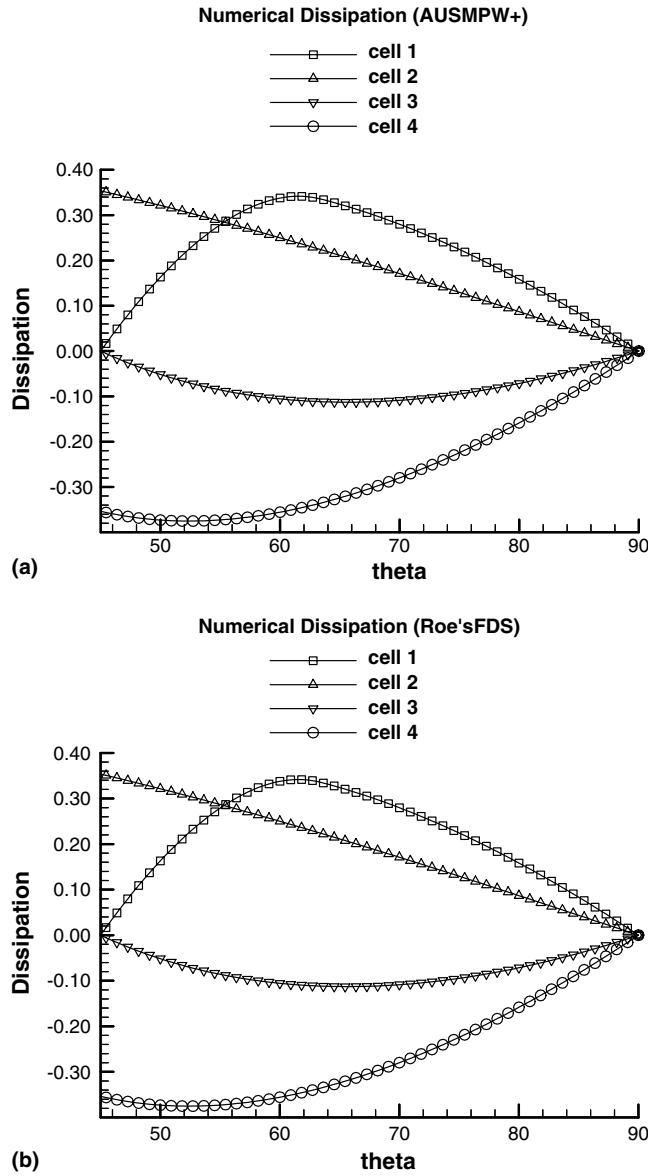 Numerical Dissipation (AUSMPW+)
cell 1
cell 2
cell 3
cell 4
0.40
0.30
0.20
0.10
0.00
-0.10
-0.20
-0.30
Dissipation
50
60
70
80
90
theta
(a)
Numerical Dissipation (Roe'sFDS)
cell 1
cell 2
cell 3
cell 4
0.40
0.30
0.20
0.10
0.00
-0.10
-0.20
-0.30
Dissipation
50
60
70
80
90
theta
(b)